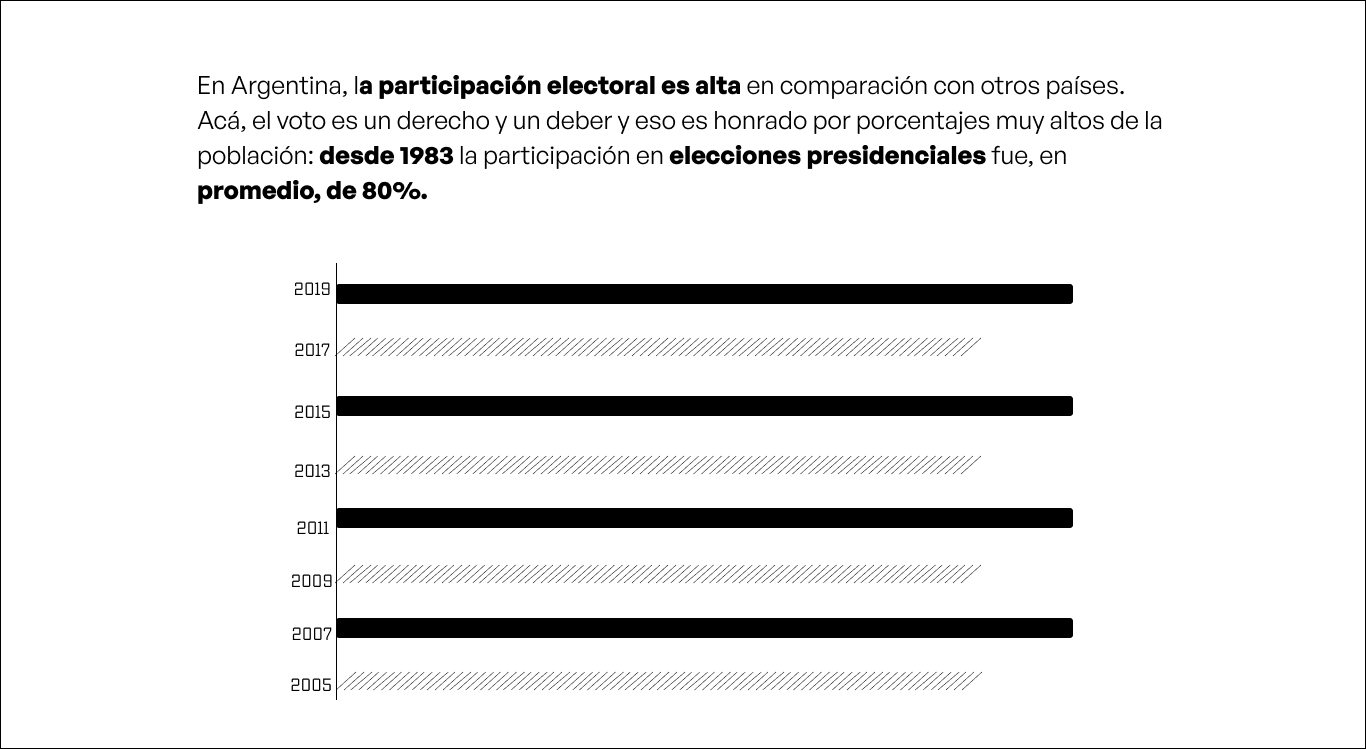 En Argentina, la participación electoral es alta en comparación con otros países.
Acá, el voto es un derecho y un deber y eso es honrado por porcentajes muy altos de la
población: desde 1983 la participación en elecciones presidenciales fue, en
promedio, de 80%.
2019
2017
2015
2013
2011
2009
2007
2005